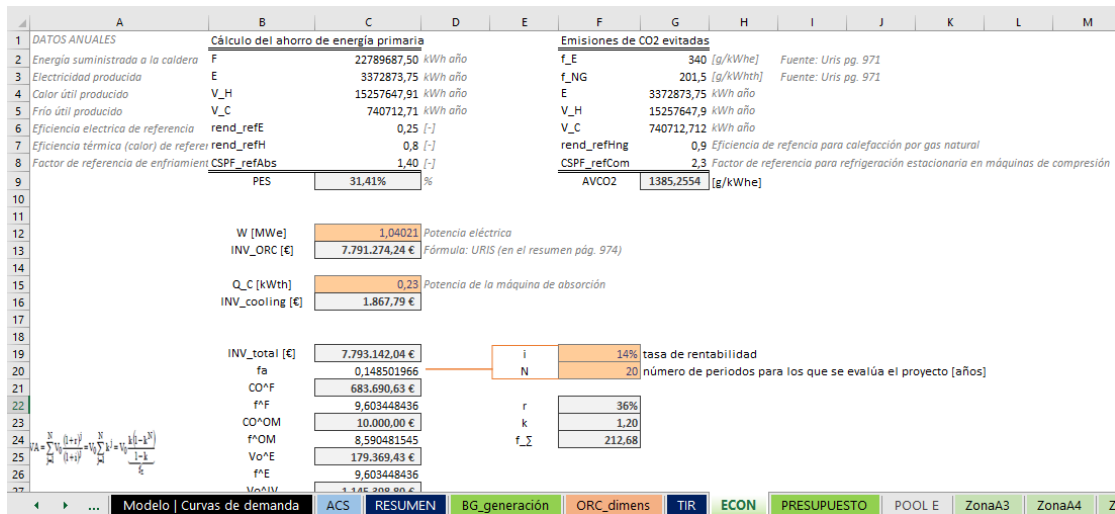 A B C D E F G H I J K L M
1 DATOS ANUALES Cálculo del ahorro de energía primaria Emisiones de CO2 evitadas
2 Energía suministrada a la caldera F 22789687,50 kWh año f_E 340 [g/kWhe] Fuente: Uris pg. 971
3 Electricidad producida E 3372873,75 kWh año f_NG 201,5 [g/kWhth] Fuente: Uris pg. 971
4 Calor útil producido V_H 15257647,91 kWh año E 3372873,75 kWh año
5 Frío útil producido V_C 740712,71 kWh año V_H 15257647,9 kWh año
6 Eficiencia electrica de referencia rend_refE 0,25 [-] V_C 740712,712 kWh año
7 Eficiencia térmica (calor) de refere rend_refH 0,8 [-] rend_refHng 0,9 Eficiencia de refencia para calefacción por gas natural
8 Factor de referencia de enfriamient CSPF_refAbs 1,40 [-] CSPF_refCom 2,3 Factor de referencia para refrigeración estacionaria en máquinas de compresión
9 PES 31,41% % AVCO2 1385,2554 [g/kWhe]
10
11
12 W [MWe] 1,04021 Potencia eléctrica
13 INV_ORC [€] 7.791.274,24 € Fórmula: URIS (en el resumen pág. 974)
14
15 Q_C [kWth] 0,23 Potencia de la máquina de absorción
16 INV_cooling [€] 1.867,79 €
17
18
19 INV_total [€] 7.793.142,04 € i 14% tasa de rentabilidad
20 fa 0,148501966 N 20 número de periodos para los que se evalúa el proyecto [años]
21 CO^F 683.690,63 €
22 f^F 9,603448436 r 36%
23 CO^OM 10.000,00 € k 1,20
24 f^OM 8,590481545 f_Σ 212,68
25 Vo^E 179.369,43 €
26 f^E 9,603448436
27 Vo^IV 1.145.398,80 €
... Modelo | Curvas de demanda ACS RESUMEN BG_generación ORC_dimens TIR ECON PRESUPUESTO POOL E ZonaA3 ZonaA4 Z